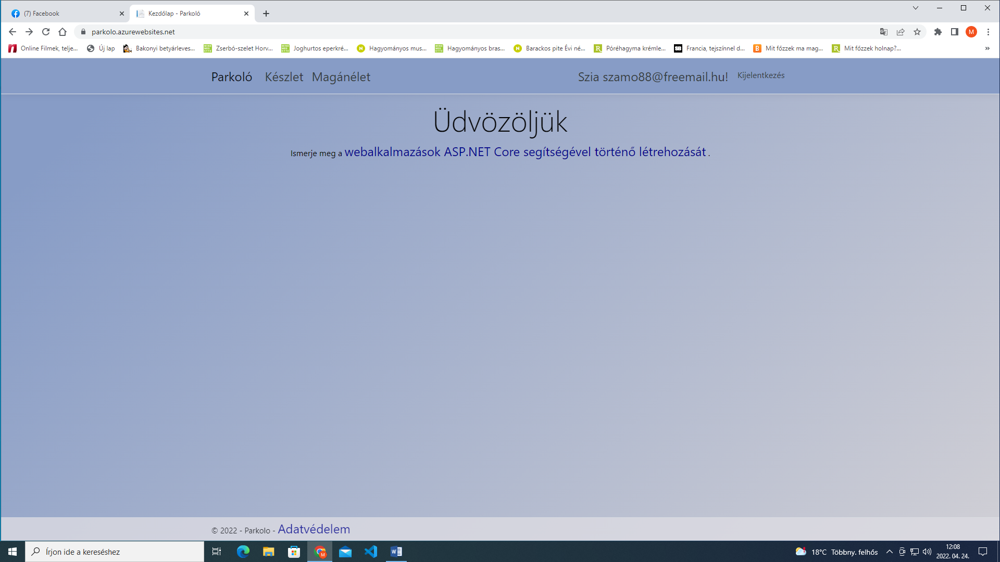 (7) Facebook
Kezdőlap - Parkoló
parkolo.azurewebsites.net
M
Online Filmek, telje...
Új lap
Bakonyi betyárleves...
Zserbó-szelet Horv...
Joghurtos eperkré...
N
Hagyományos mus...
Hagyományos bras...
N
Barackos pite Évi né...
R
Póréhagyma krémle...
SB
Francia, tejszínnel d...
B
Mit főzzek ma mag...
R
Mit főzzek holnap?...
»
Parkoló Készlet Magánélet Szia szamo88@freemail.hu! Kijelentkezés
Üdvözöljük
Ismerje meg a webalkalmazások ASP.NET Core segítségével történő létrehozását .
© 2022 - Parkolo - Adatvédelem
Írjon ide a kereséshez
M
W
18°C Többny. felhős
12:08
2022. 04. 24.